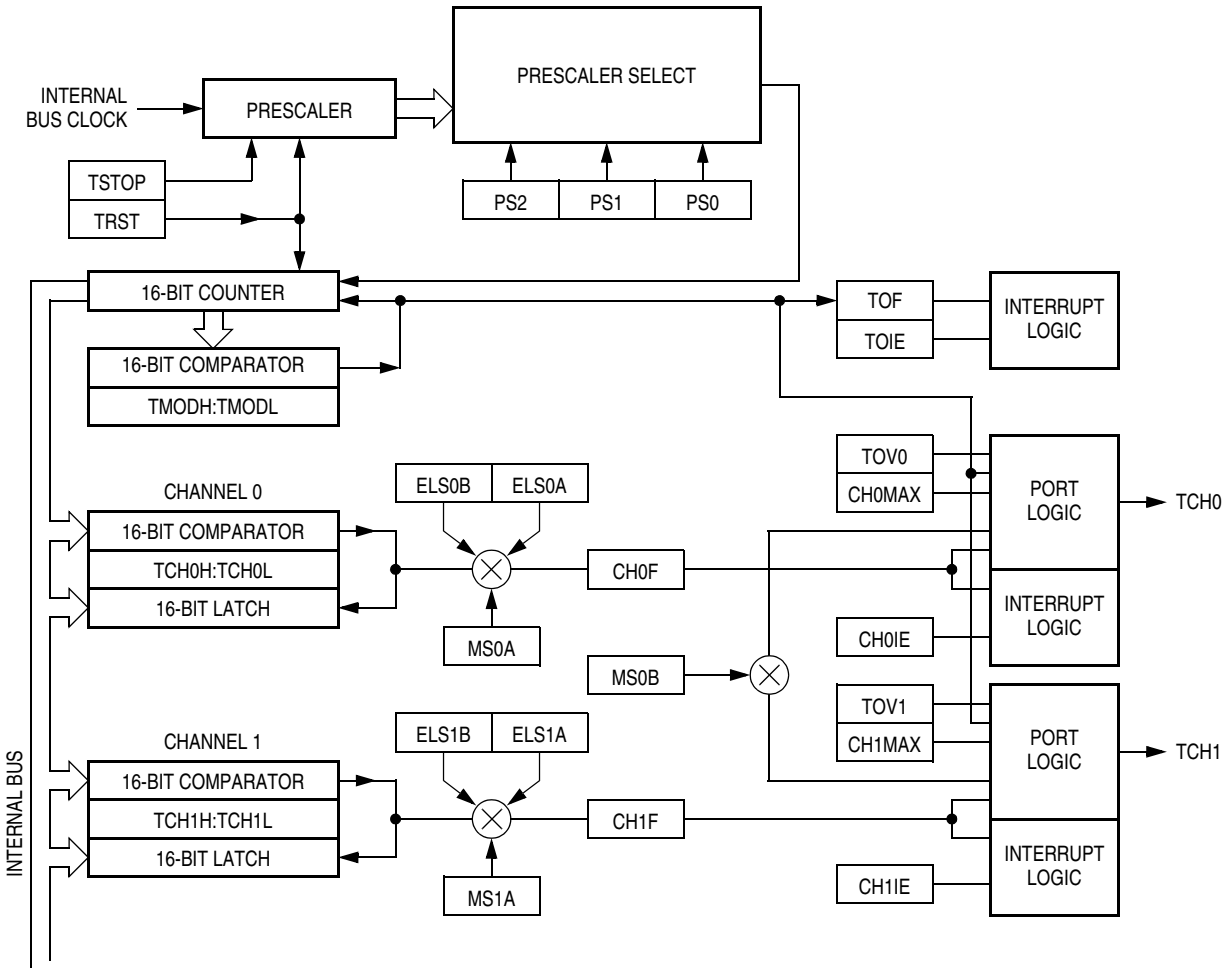 PRESCALER SELECT
INTERNAL
BUS CLOCK
PRESCALER
TSTOP
TRST
PS2
PS1
PS0
16-BIT COUNTER
16-BIT COMPARATOR
TMODH:TMODL
TOF
TOIE
INTERRUPT
LOGIC
CHANNEL 0
16-BIT COMPARATOR
TCH0H:TCH0L
16-BIT LATCH
ELS0B
ELS0A
MS0A
CH0F
TOV0
CH0MAX
PORT
LOGIC
TCH0
INTERRUPT
LOGIC
CH0IE
MS0B
CHANNEL 1
16-BIT COMPARATOR
TCH1H:TCH1L
16-BIT LATCH
ELS1B
ELS1A
MS1A
CH1F
TOV1
CH1MAX
PORT
LOGIC
TCH1
INTERRUPT
LOGIC
CH1IE
INTERNAL BUS